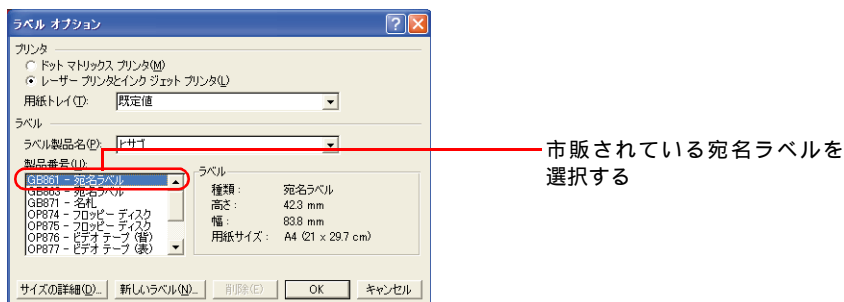 ラベル オプション
プリンタ
ドット マトリックス プリンタ(M)
レーザー プリンタとインク ジェット プリンタ(L)
用紙トレイ(T): 既定値
ラベル
ラベル製品名(P): ヒサゴ
製品番号(U):
GB861 - 宛名ラベル
GB863 - 宛名ラベル
GB871 - 名札
OP874 - フロッピー ディスク
OP875 - フロッピー ディスク
OP876 - ビデオ テープ (背)
OP877 - ビデオ テープ (表)
ラベル
種類: 宛名ラベル
高さ: 42.3 mm
幅: 83.8 mm
用紙サイズ: A4 (21 x 29.7 cm)
サイズの詳細(D)... 新しいラベル(N)... 削除(E) OK キャンセル
市販されている宛名ラベルを
選択する